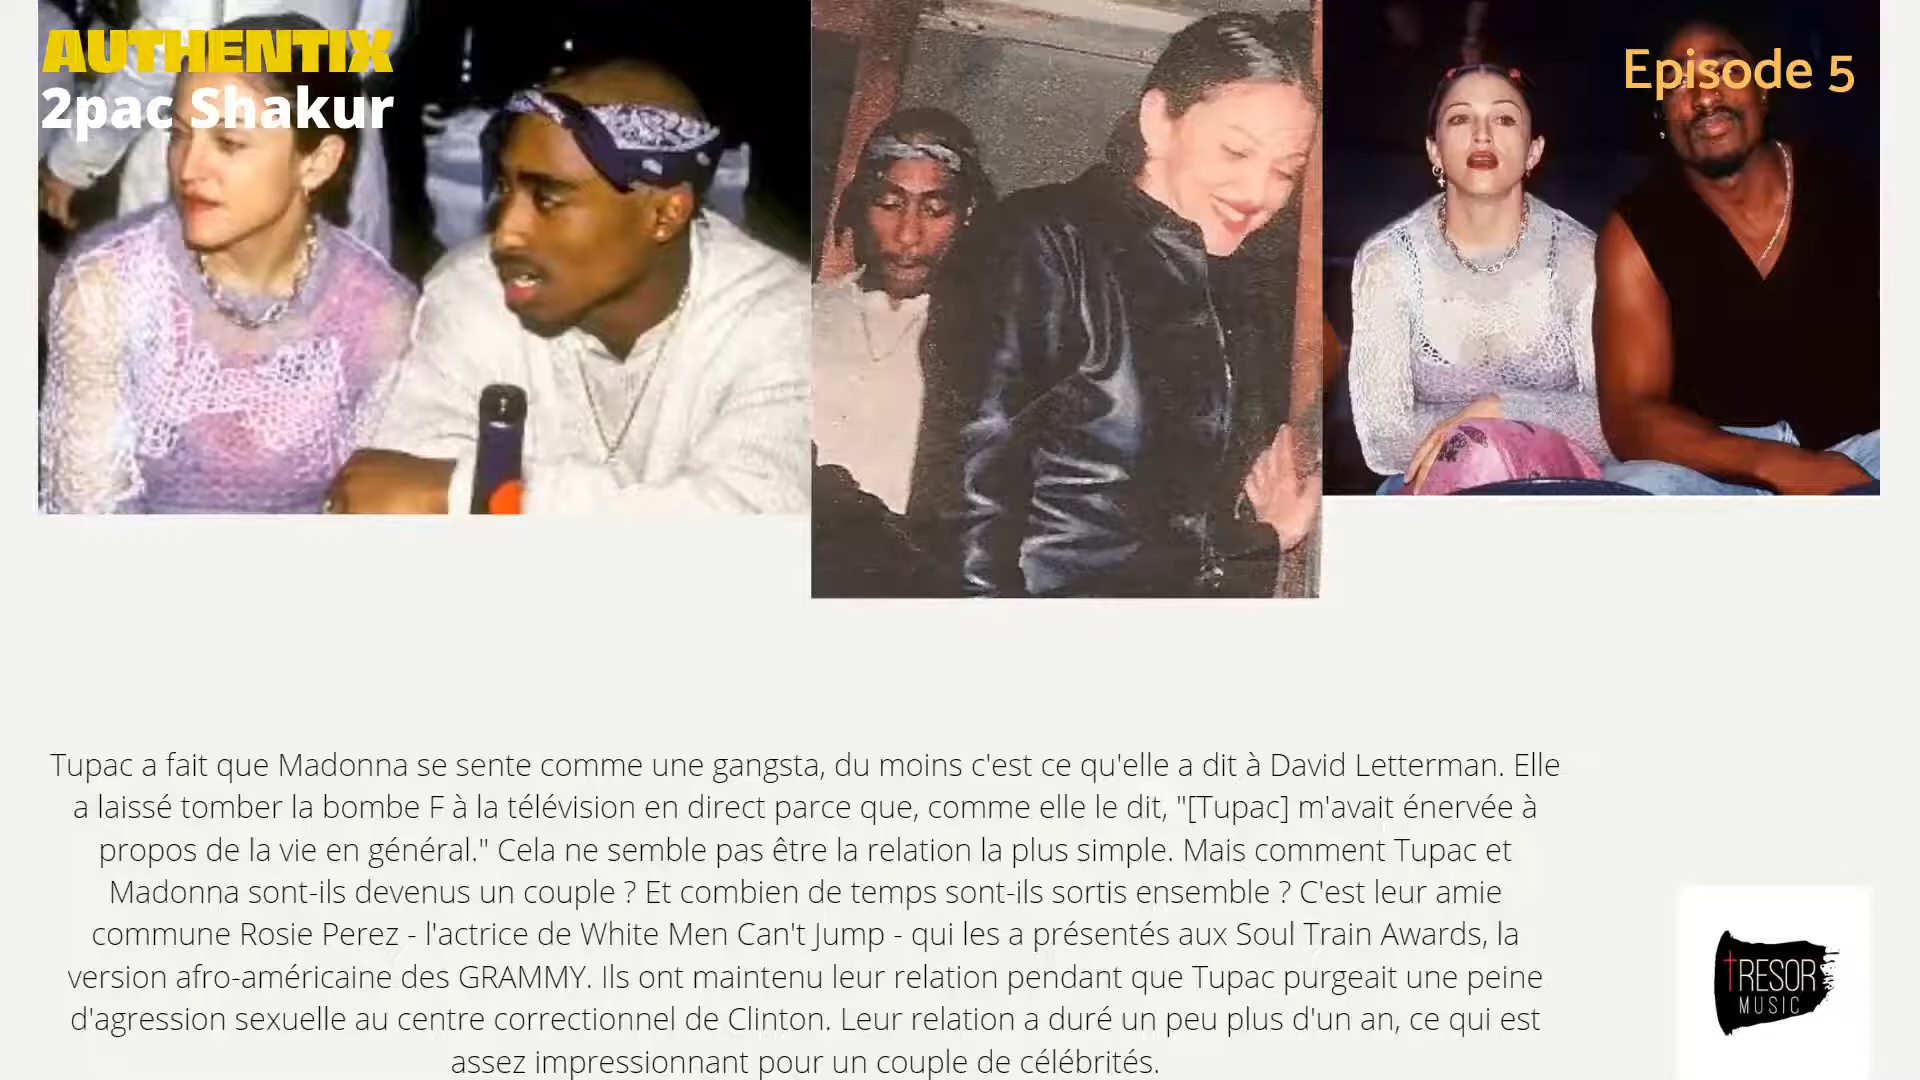 AUTHENTIX
2pac Shakur
Episode 5
Tupac a fait que Madonna se sente comme une gangsta, du moins c'est ce qu'elle a dit à David Letterman. Elle
a laissé tomber la bombe F à la télévision en direct parce que, comme elle le dit, "[Tupac] m'avait énervée à
propos de la vie en général." Cela ne semble pas être la relation la plus simple. Mais comment Tupac et
Madonna sont-ils devenus un couple ? Et combien de temps sont-ils sortis ensemble ? C'est leur amie
commune Rosie Perez - l'actrice de White Men Can't Jump - qui les a présentés aux Soul Train Awards, la
version afro-américaine des GRAMMY. Ils ont maintenu leur relation pendant que Tupac purgeait une peine
d'agression sexuelle au centre correctionnel de Clinton. Leur relation a duré un peu plus d'un an, ce qui est
assez impressionnant pour un couple de célébrités.
TRESOR
MUSIC